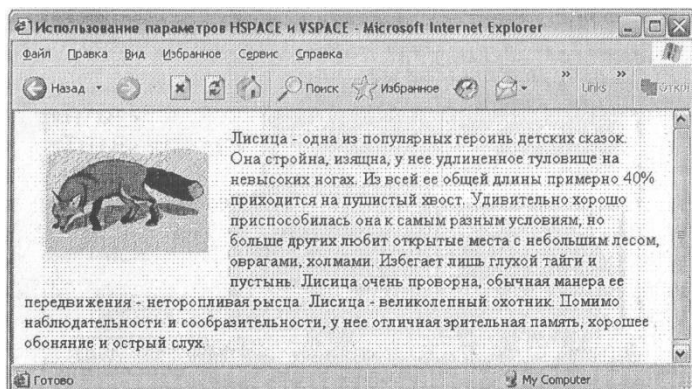 Использование параметров HSPACE и VSPACE - Microsoft Internet Explorer
Файл Правка Вид Избранное Сервис Справка
Назад Поиск Избранное Links
Лисица - одна из популярных героинь детских сказок.
Она стройна, изящна, у нее удлиненное туловище на
невысоких ногах. Из всей ее общей длины примерно 40%
приходится на пушистый хвост. Удивительно хорошо
приспособилась она к самым разным условиям, но
больше других любит открытые места с небольшим лесом,
оврагами, холмами. Избегает лишь глухой тайги и
пустынь. Лисица очень проворна, обычная манера ее
передвижения - неторопливая рысца. Лисица - великолепный охотник. Помимо
наблюдательности и сообразительности, у нее отличная зрительная память, хорошее
обоняние и острый слух.
Готово My Computer